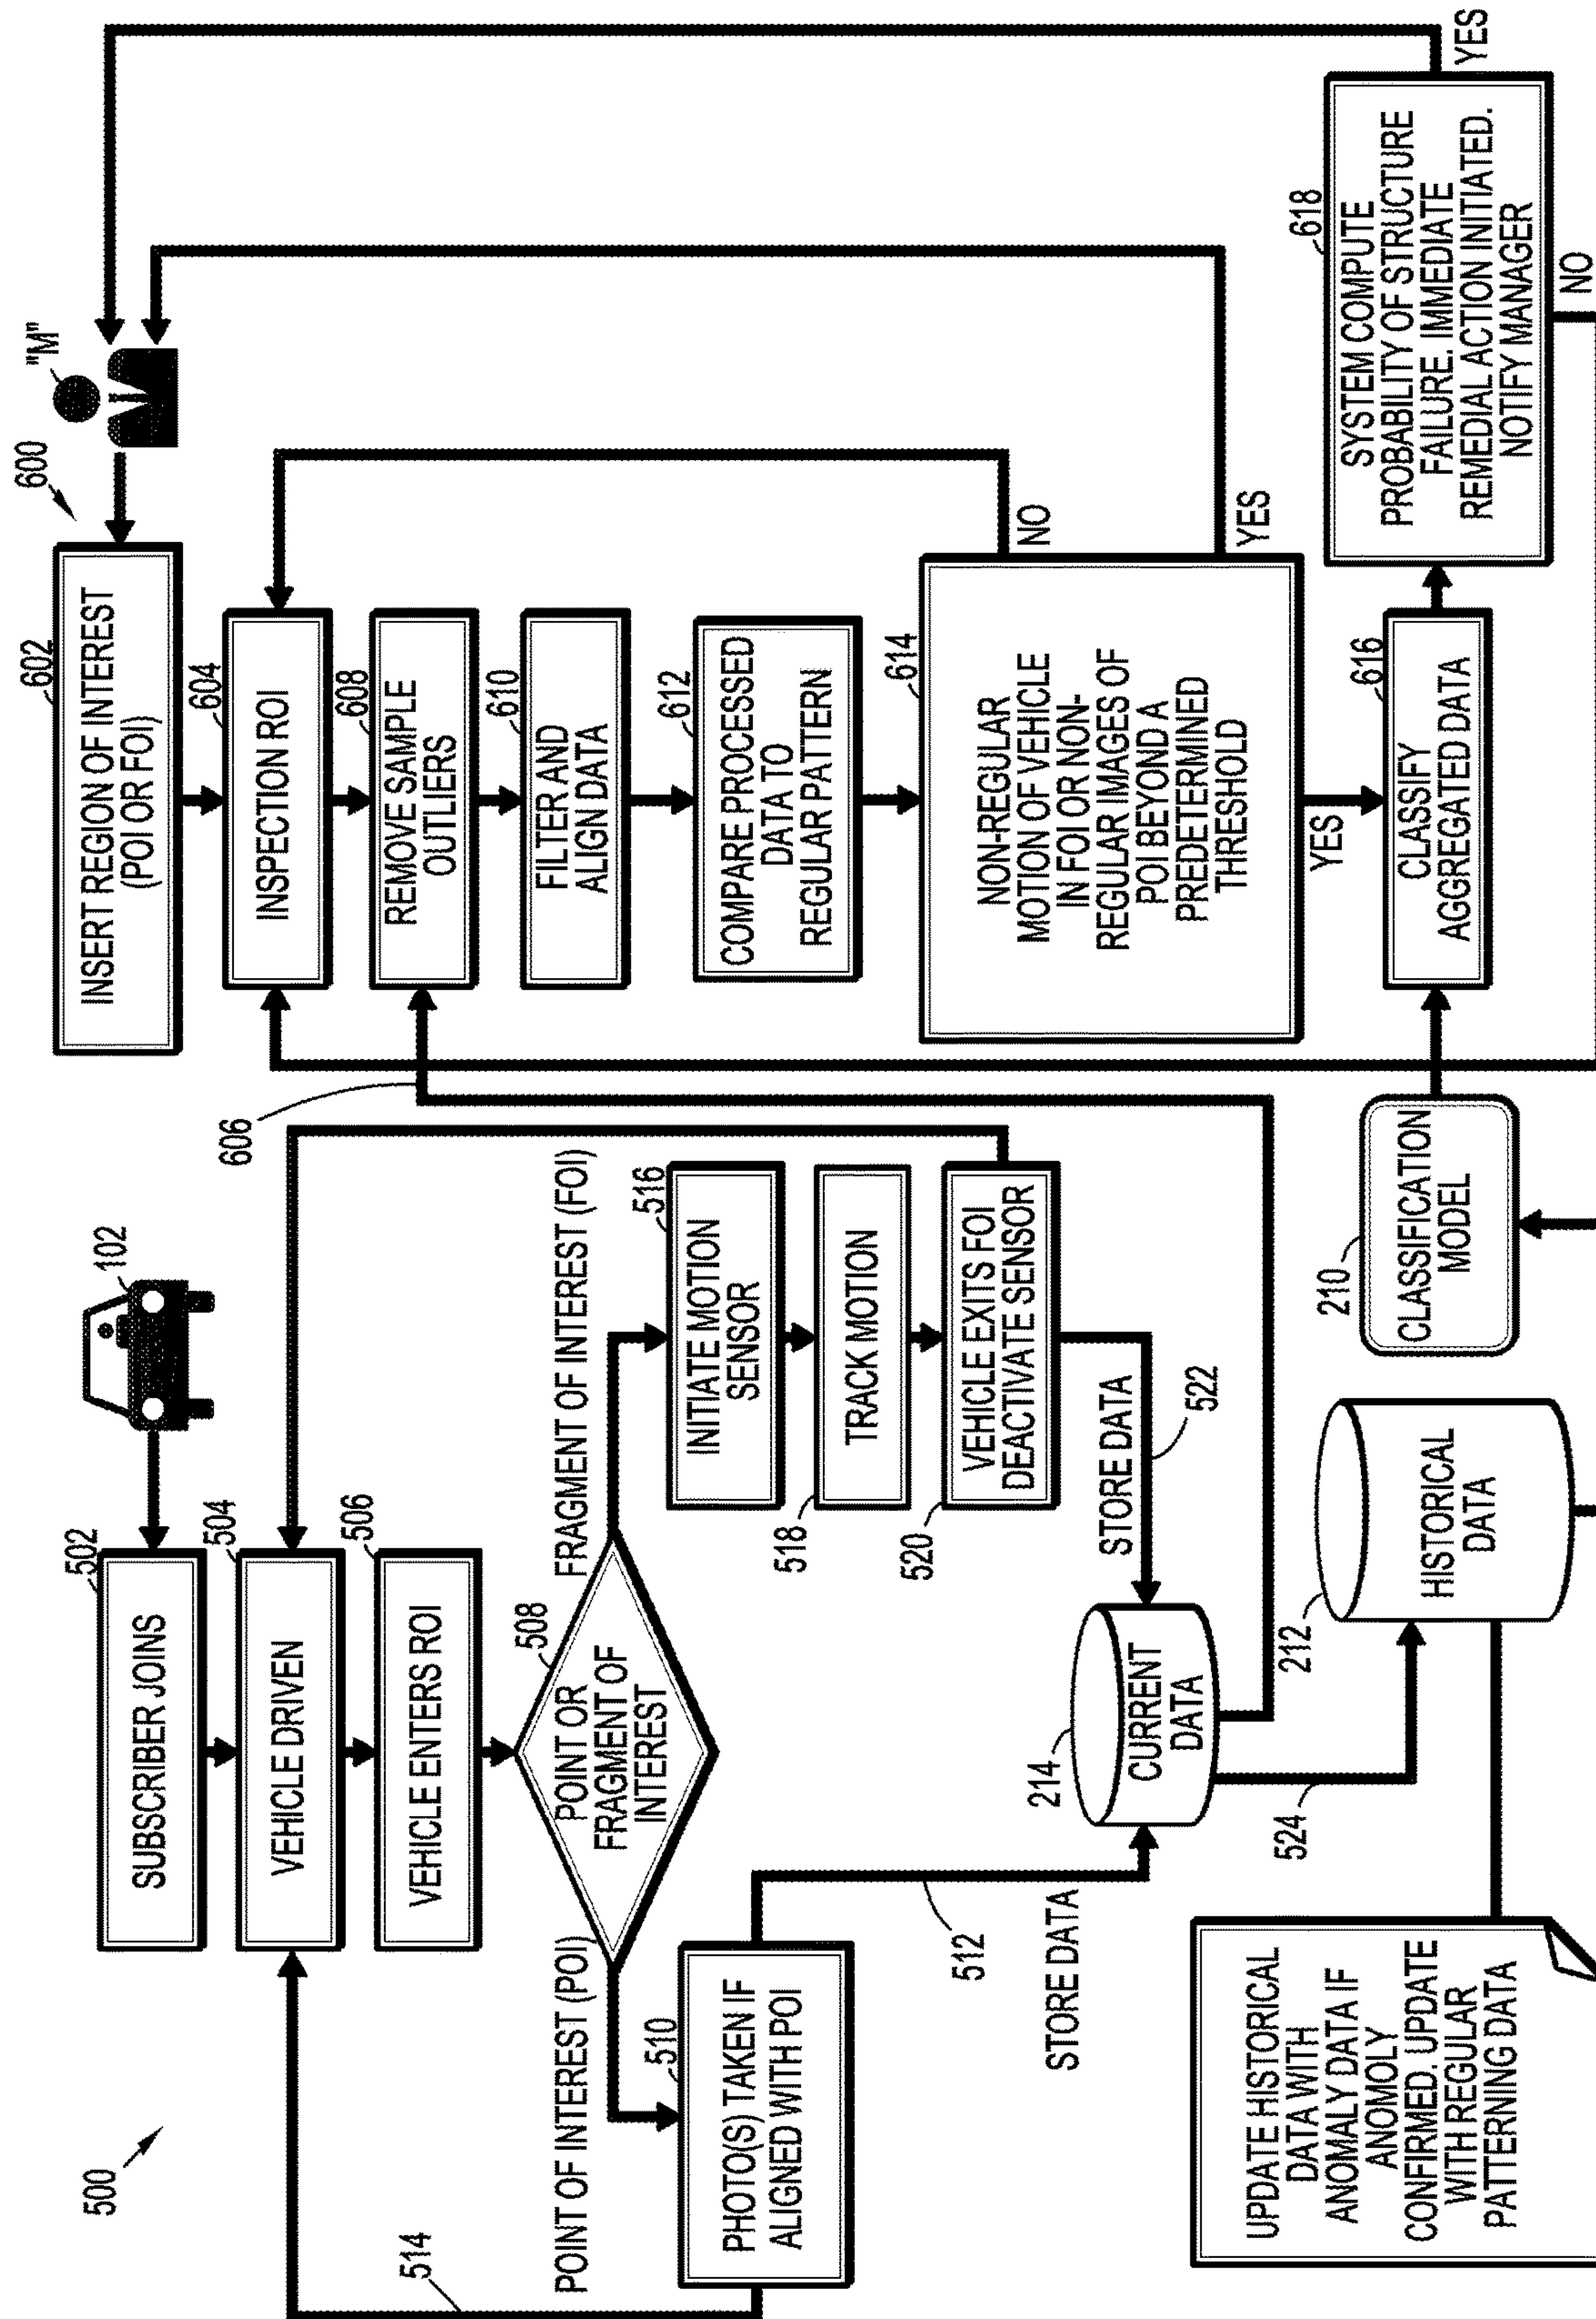 500
102
502
SUBSCRIBER JOINS
504
VEHICLE DRIVEN
506
VEHICLE ENTERS ROI
508
POINT OR
FRAGMENT OF
INTEREST
POINT OF INTEREST (POI)
FRAGMENT OF INTEREST (FOI)
510
PHOTO(S) TAKEN IF
ALIGNED WITH POI
514
512
STORE DATA
516
INITIATE MOTION
SENSOR
518
TRACK MOTION
520
VEHICLE EXITS FOI
DEACTIVATE SENSOR
STORE DATA
522
214
CURRENT
DATA
524
212
HISTORICAL
DATA
UPDATE HISTORICAL
DATA WITH
ANOMALY DATA IF
ANOMOLY
CONFIRMED. UPDATE
WITH REGULAR
PATTERNING DATA
210
CLASSIFICATION
MODEL
600
"M"
602
INSERT REGION OF INTEREST
(POI OR FOI)
604
INSPECTION ROI
606
608
REMOVE SAMPLE
OUTLIERS
610
FILTER AND
ALIGN DATA
612
COMPARE PROCESSED
DATA TO
REGULAR PATTERN
614
NON-REGULAR
MOTION OF VEHICLE
IN FOI OR NON-
REGULAR IMAGES OF
POI BEYOND A
PREDETERMINED
THRESHOLD
NO
YES
YES
616
CLASSIFY
AGGREGATED DATA
618
SYSTEM COMPUTE
PROBABILITY OF STRUCTURE
FAILURE. IMMEDIATE
REMEDIAL ACTION INITIATED.
NOTIFY MANAGER
YES
NO